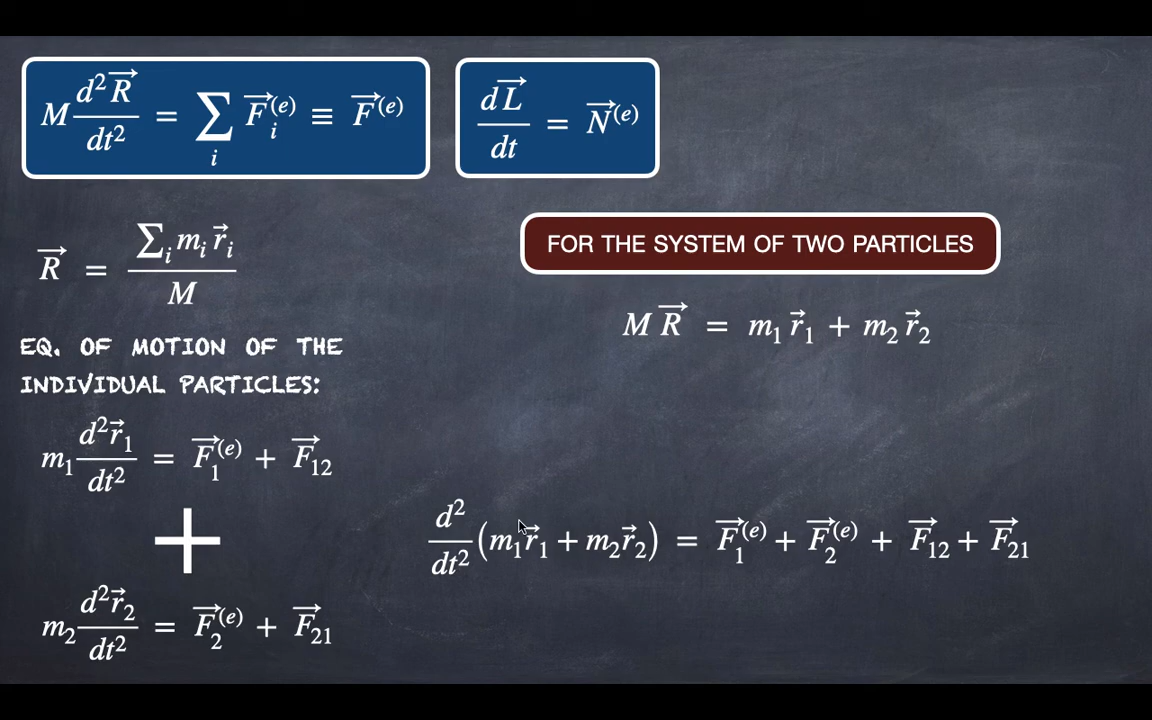 M d²R⃗/dt² = ∑ᵢ F⃗ᵢ⁽ᵉ⁾ ≡ F⃗⁽ᵉ⁾
dL⃗/dt = N⃗⁽ᵉ⁾
R⃗ = ∑ᵢ mᵢ r⃗ᵢ / M
FOR THE SYSTEM OF TWO PARTICLES
M R⃗ = m₁ r⃗₁ + m₂ r⃗₂
EQ. OF MOTION OF THE
INDIVIDUAL PARTICLES:
m₁ d²r⃗₁/dt² = F⃗₁⁽ᵉ⁾ + F⃗₁₂
+
d²/dt² (m₁r⃗₁ + m₂r⃗₂) = F⃗₁⁽ᵉ⁾ + F⃗₂⁽ᵉ⁾ + F⃗₁₂ + F⃗₂₁
m₂ d²r⃗₂/dt² = F⃗₂⁽ᵉ⁾ + F⃗₂₁